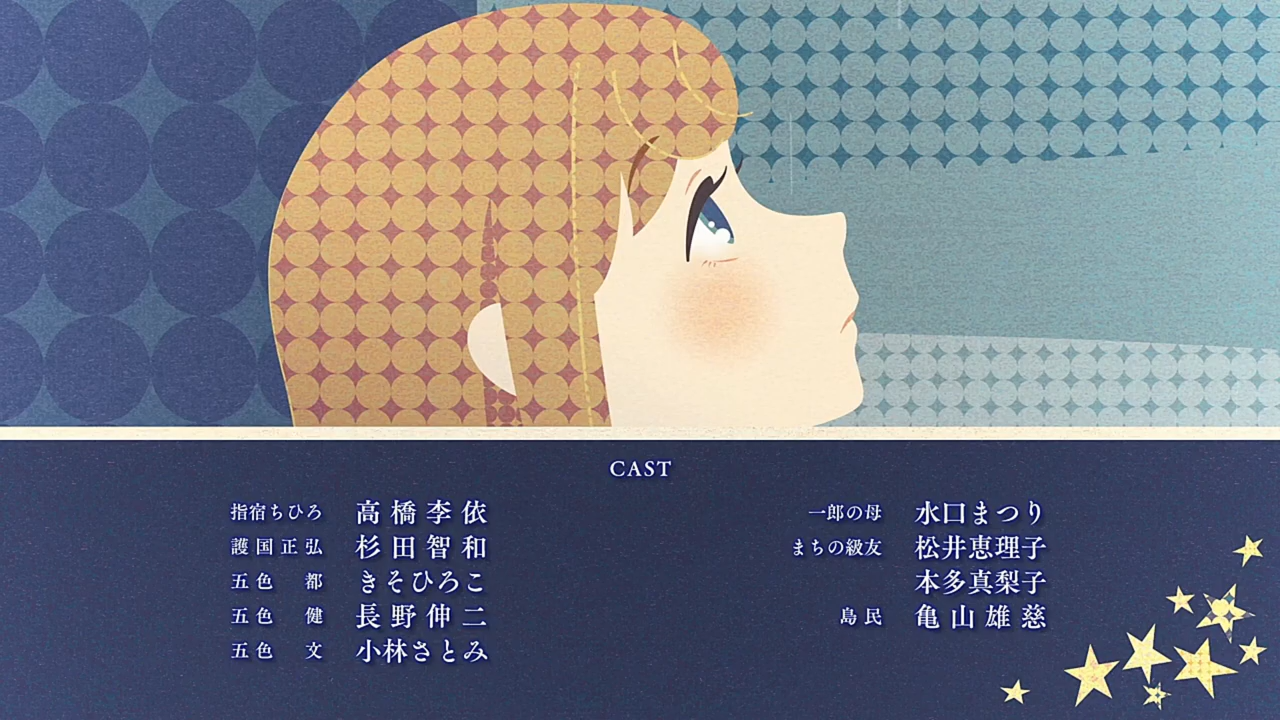 CAST
指宿ちひろ 高橋李依
護国正弘 杉田智和
五色 都 きそひろこ
五色 健 長野伸二
五色 文 小林さとみ
一郎の母 水口まつり
まちの級友 松井恵理子
本多真梨子
島民 亀山雄慈